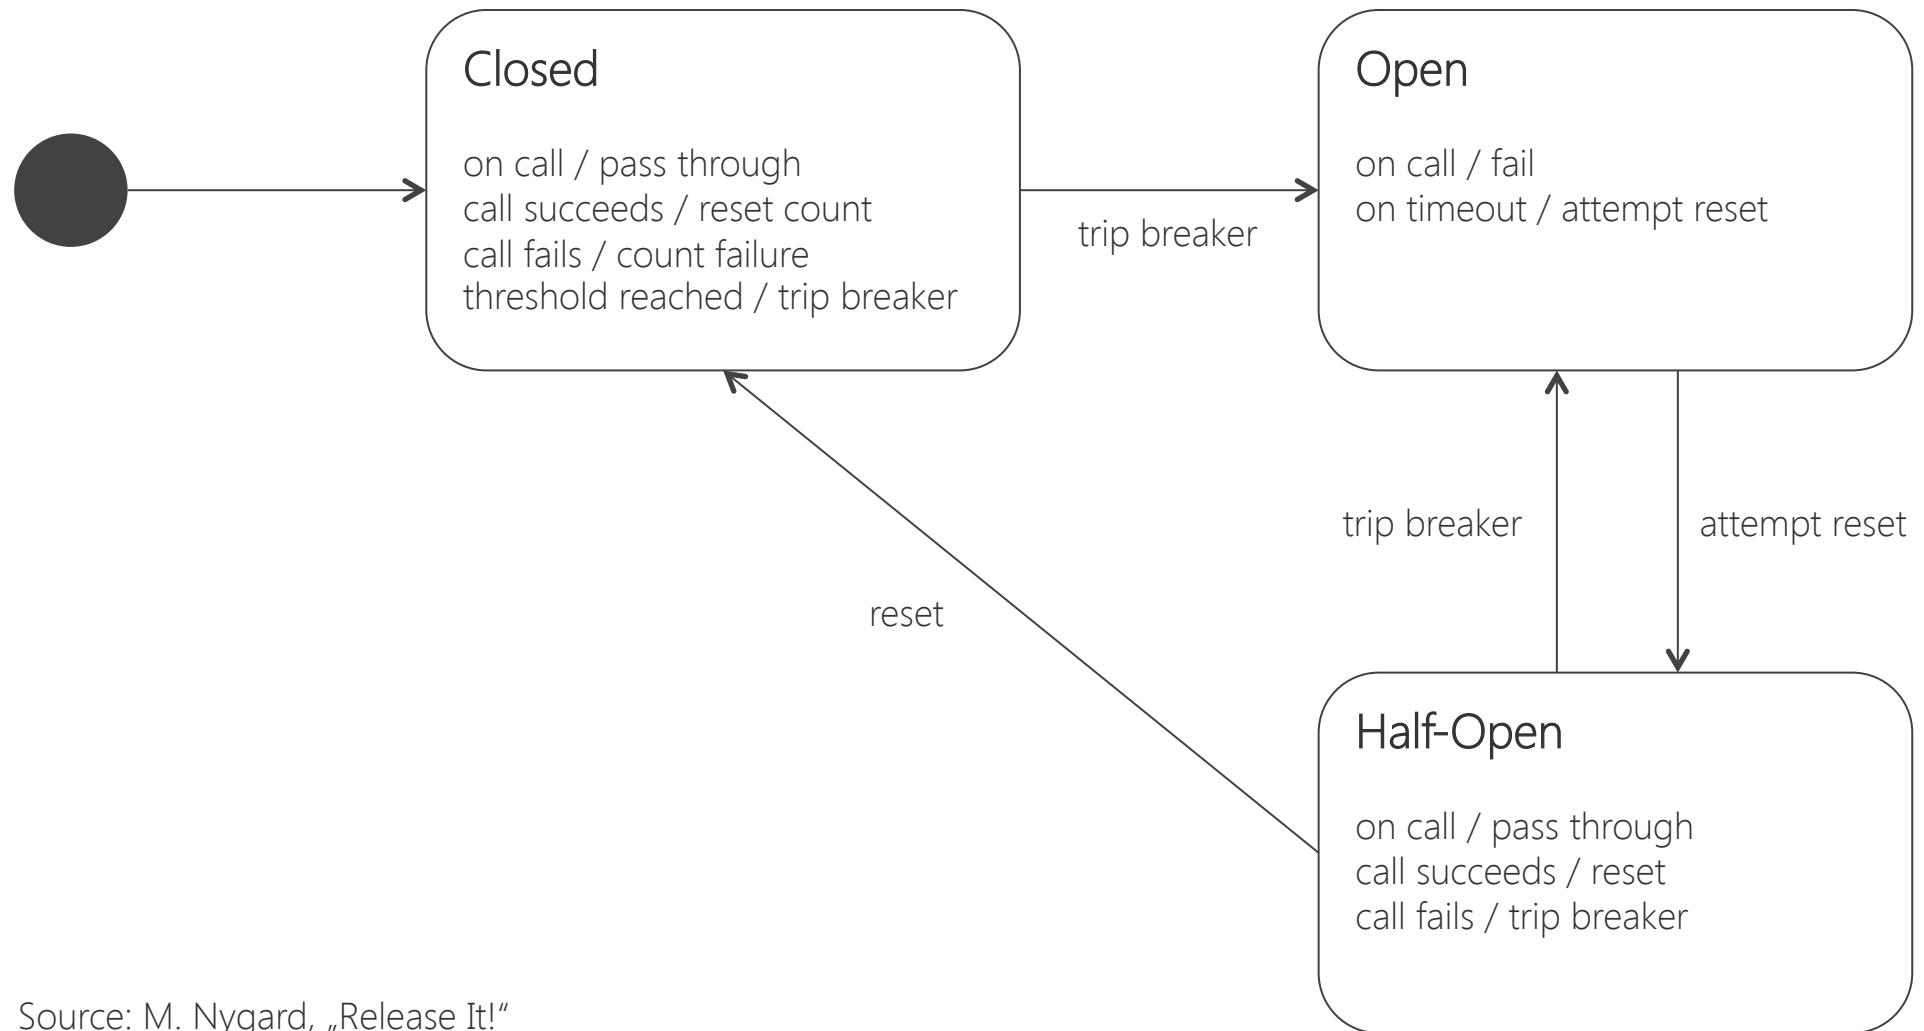 Closed
on call / pass through
call succeeds / reset count
call fails / count failure
threshold reached / trip breaker
trip breaker
Open
on call / fail
on timeout / attempt reset
trip breaker
attempt reset
reset
Half-Open
on call / pass through
call succeeds / reset
call fails / trip breaker
Source: M. Nygard, „Release It!“